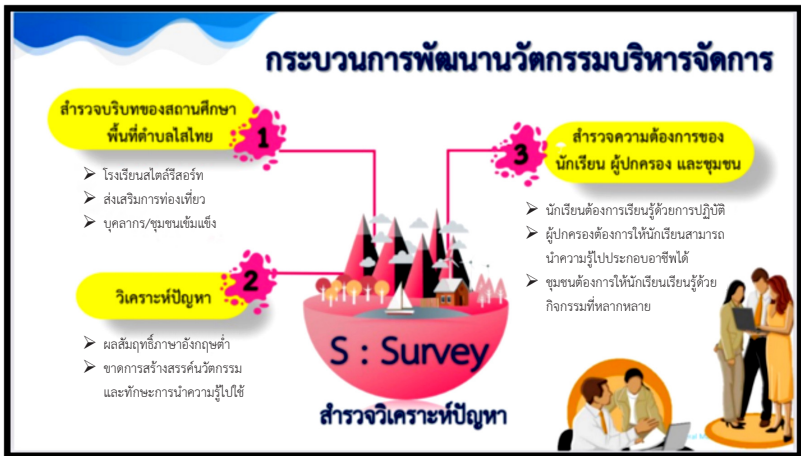 กระบวนการพัฒนานวัตกรรมบริหารจัดการ
สำรวจบริบทของสถานศึกษา
พื้นที่ตำบลไสไทย
1
➢ โรงเรียนสไตล์รีสอร์ท
➢ ส่งเสริมการท่องเที่ยว
➢ บุคลากร/ชุมชนเข้มแข็ง
วิเคราะห์ปัญหา
2
➢ ผลสัมฤทธิ์ภาษาอังกฤษต่ำ
➢ ขาดการสร้างสรรค์นวัตกรรม
และทักษะการนำความรู้ไปใช้
3
สำรวจความต้องการของ
นักเรียน ผู้ปกครอง และชุมชน
➢ นักเรียนต้องการเรียนรู้ด้วยการปฏิบัติ
➢ ผู้ปกครองต้องการให้นักเรียนสามารถ
นำความรู้ไปประกอบอาชีพได้
➢ ชุมชนต้องการให้นักเรียนเรียนรู้ด้วย
กิจกรรมที่หลากหลาย
S : Survey
สำรวจวิเคราะห์ปัญหา